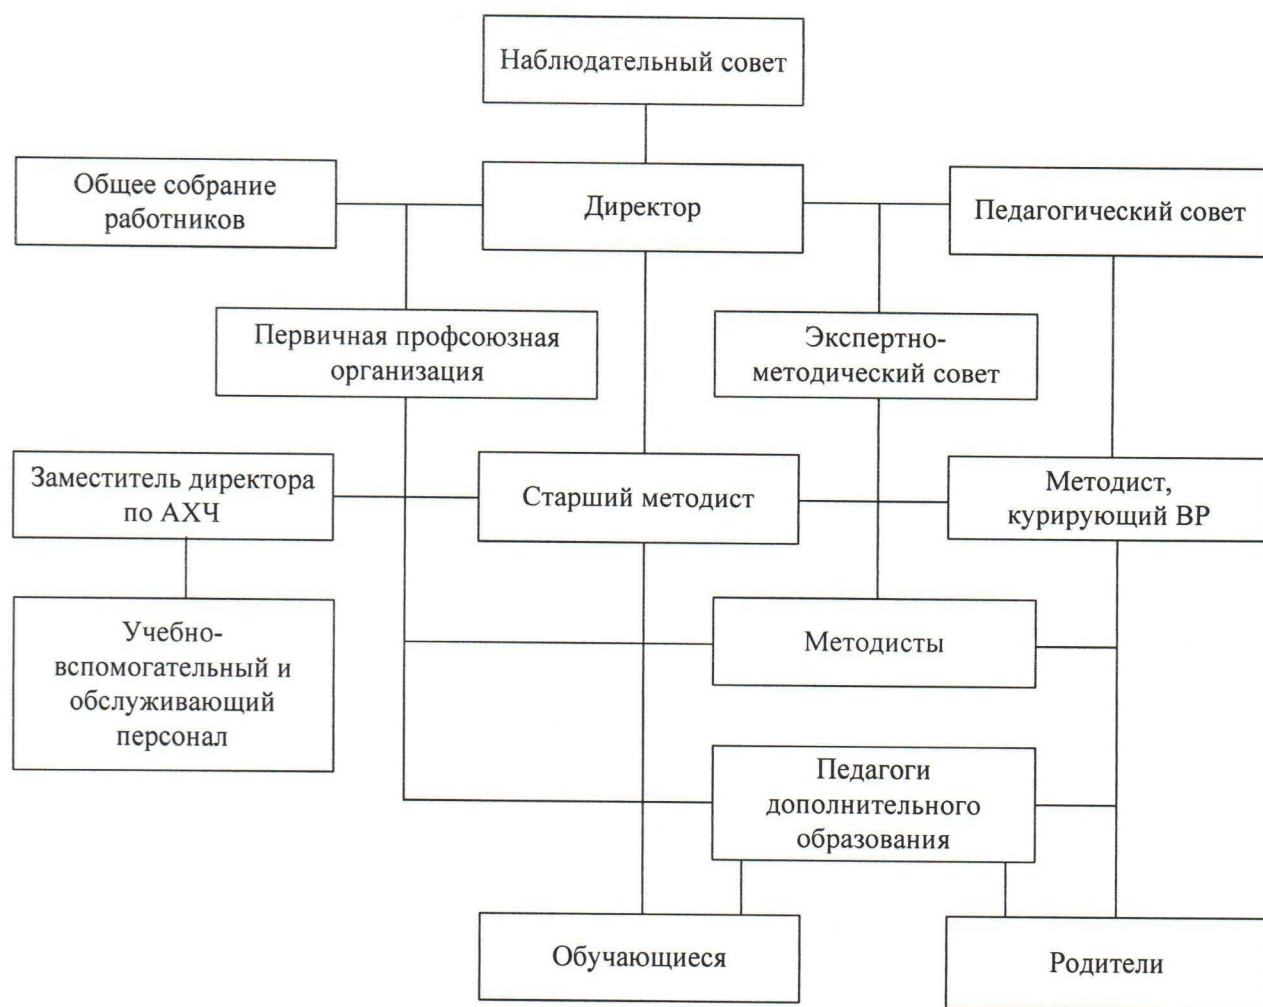 Наблюдательный совет
Общее собрание
работников
Директор
Педагогический совет
Первичная профсоюзная
организация
Экспертно-
методический совет
Заместитель директора
по АХЧ
Старший методист
Методист,
курирующий ВР
Учебно-
вспомогательный и
обслуживающий
персонал
Методисты
Педагоги
дополнительного
образования
Обучающиеся
Родители